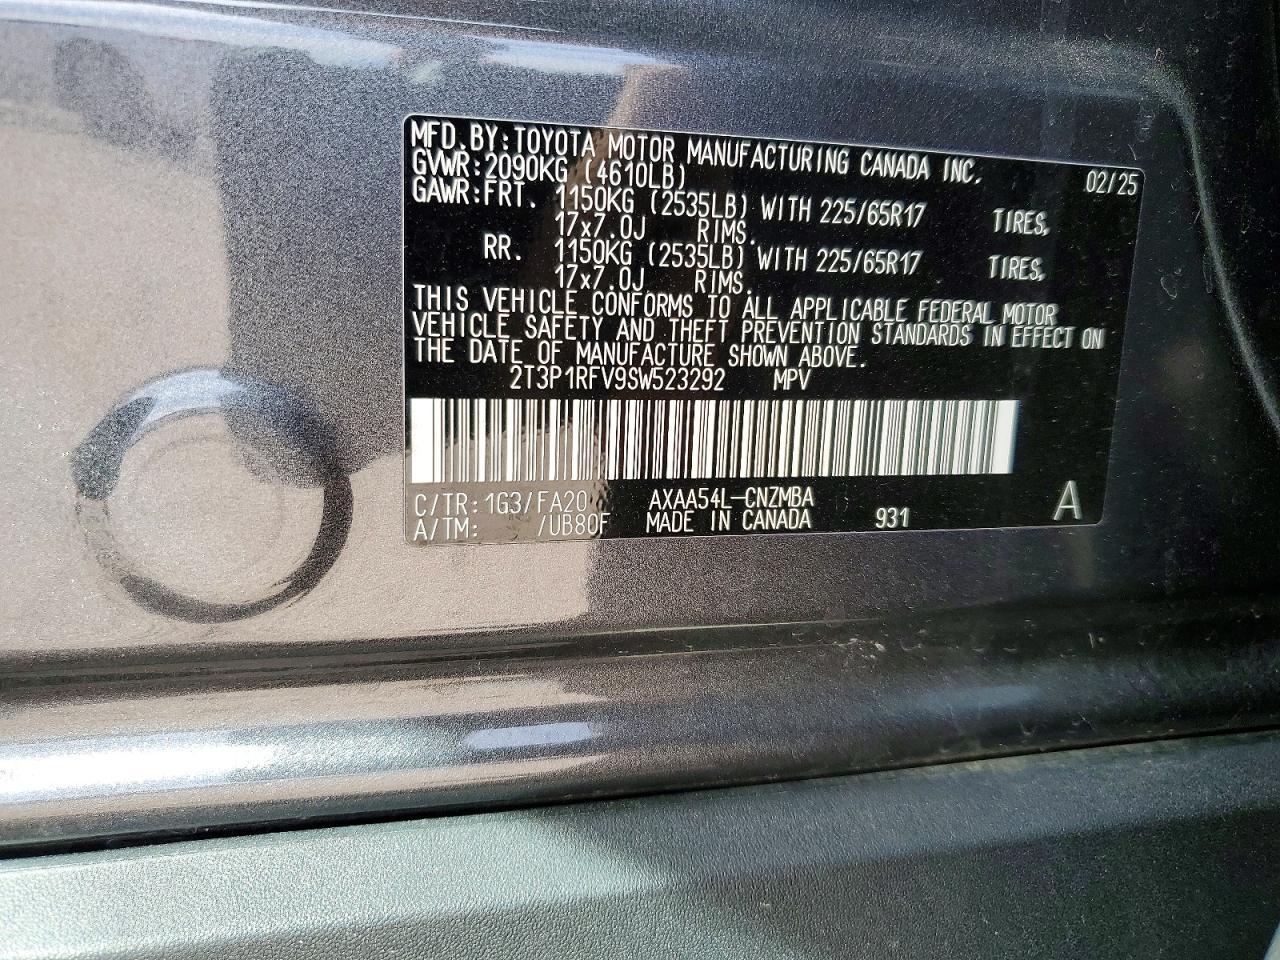 MFD.BY:TOYOTA MOTOR MANUFACTURING CANADA INC. 02/25
GVWR:2090KG (4610LB)
GAWR:FRT. 1150KG (2535LB) WITH 225/65R17 TIRES,
17x7.0J RIMS.
RR. 1150KG (2535LB) WITH 225/65R17 TIRES,
17x7.0J RIMS.
THIS VEHICLE CONFORMS TO ALL APPLICABLE FEDERAL MOTOR
VEHICLE SAFETY AND THEFT PREVENTION STANDARDS IN EFFECT ON
THE DATE OF MANUFACTURE SHOWN ABOVE.
2T3P1RFV9SW523292 MPV
C/TR:1G3/FA20 AXAA54L-CNZMBA A
A/TM: /UB80F MADE IN CANADA 931